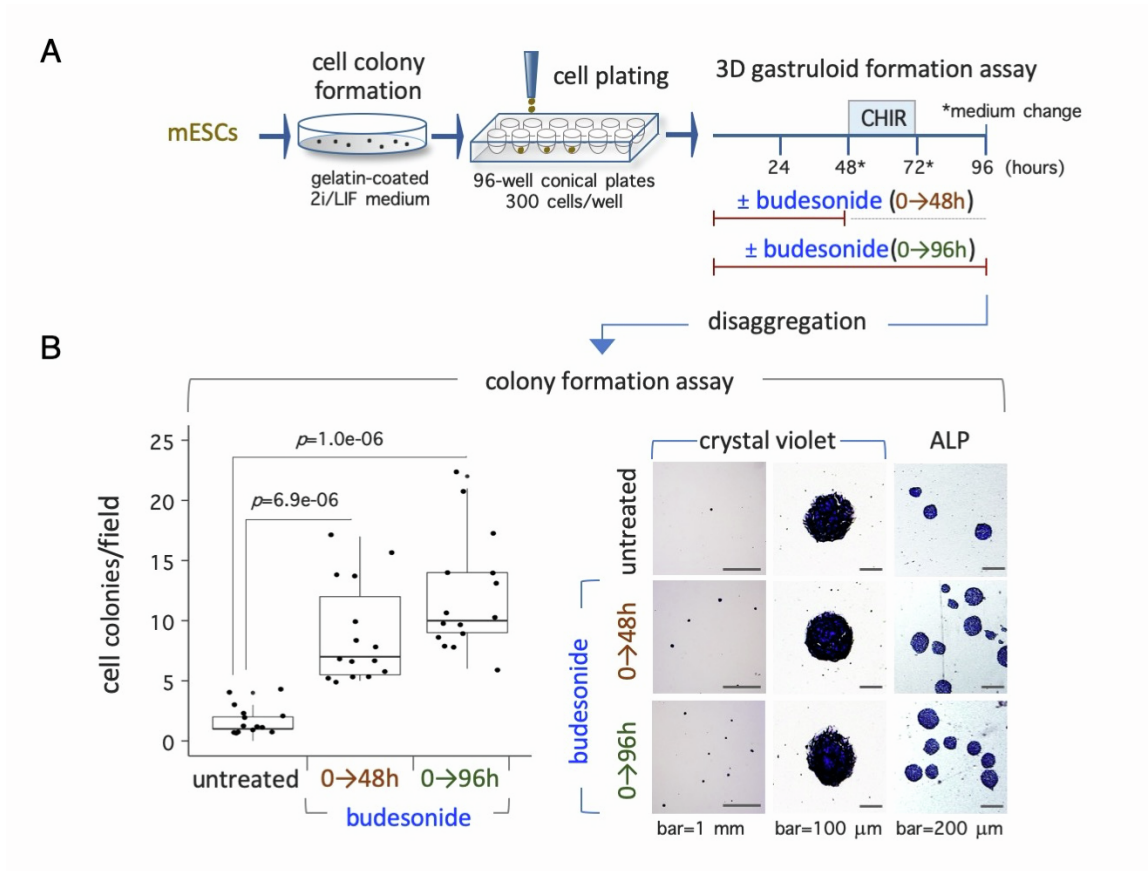 A
cell colony
formation
cell plating
3D gastruloid formation assay
mESCs
CHIR
*medium change
24
48*
72*
96
(hours)
gelatin-coated
2i/LIF medium
96-well conical plates
300 cells/well
± budesonide (0→48h)
± budesonide(0→96h)
disaggregation
B
colony formation assay
cell colonies/field
25
20
15
10
5
0
p=1.0e-06
p=6.9e-06
untreated
0→48h
0→96h
budesonide
crystal violet
ALP
untreated
0→48h
0→96h
budesonide
bar=1 mm
bar=100 μm
bar=200 μm